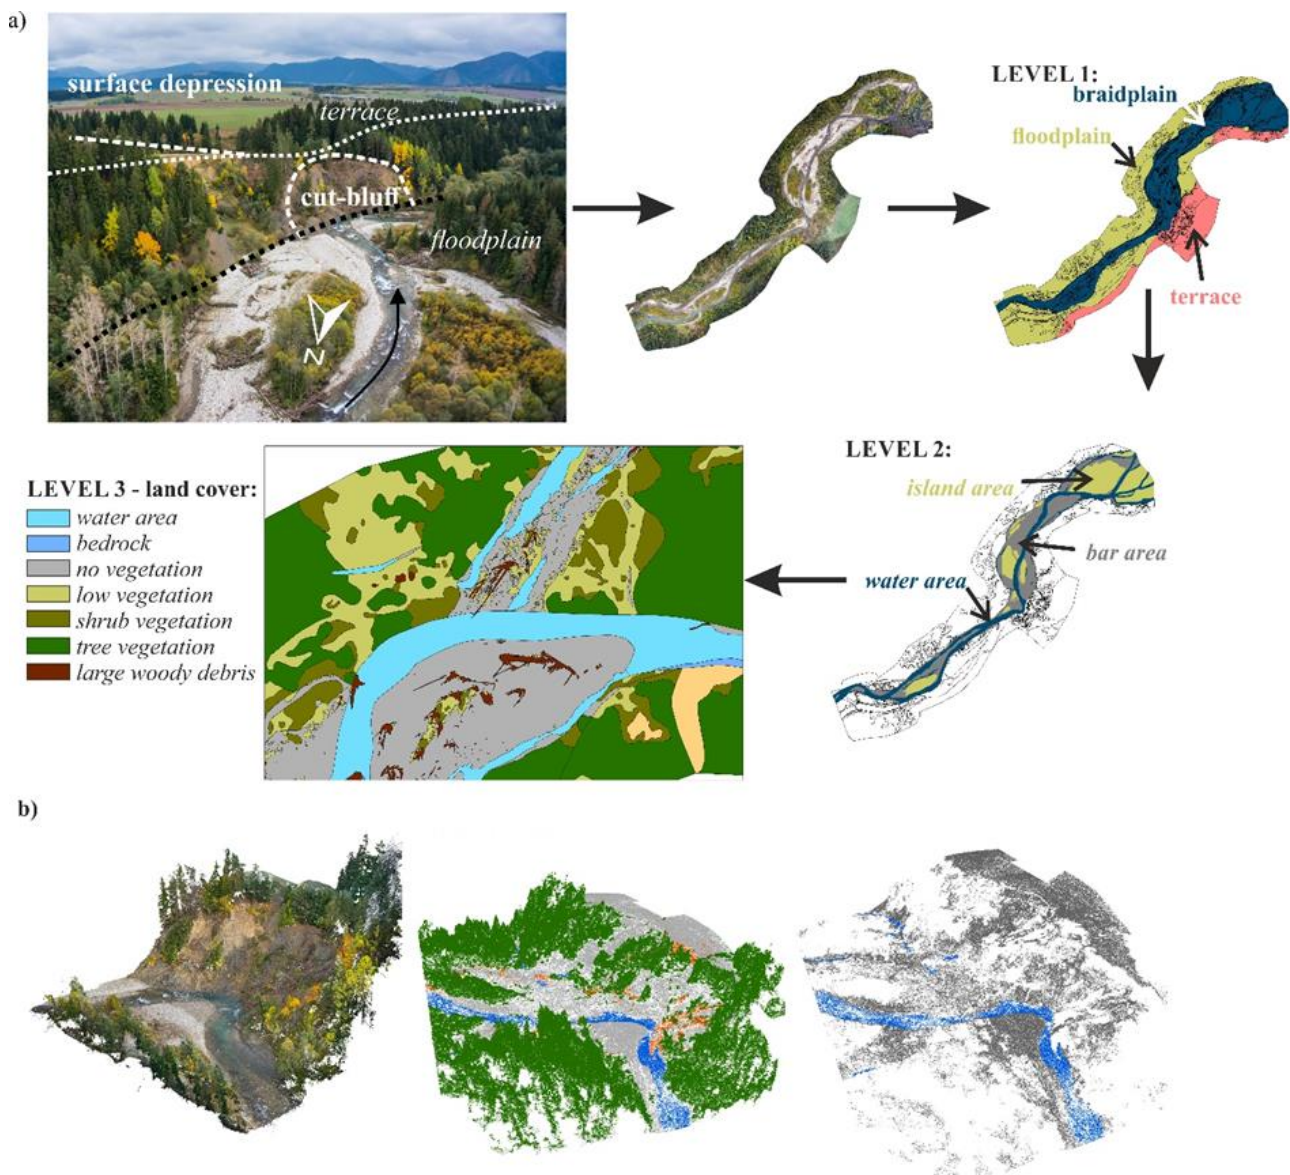 a)
surface depression
terrace
cut-bluff
floodplain
N
LEVEL 1:
braidplain
floodplain
terrace
LEVEL 2:
island area
bar area
water area
LEVEL 3 - land cover:
water area
bedrock
no vegetation
low vegetation
shrub vegetation
tree vegetation
large woody debris
b)